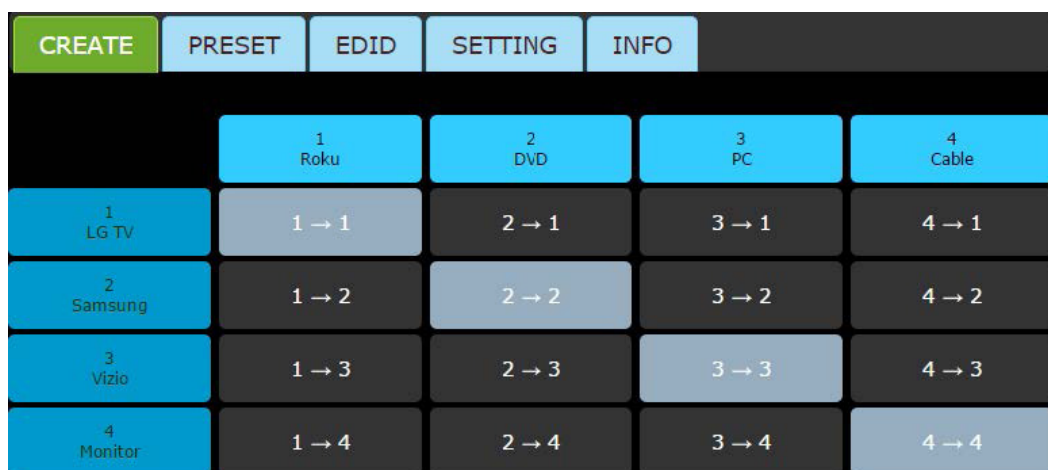 CREATE PRESET EDID SETTING INFO
1 2 3 4
Roku DVD PC Cable
1
LG TV
1 → 1 2 → 1 3 → 1 4 → 1
2
Samsung
1 → 2 2 → 2 3 → 2 4 → 2
3
Vizio
1 → 3 2 → 3 3 → 3 4 → 3
4
Monitor
1 → 4 2 → 4 3 → 4 4 → 4